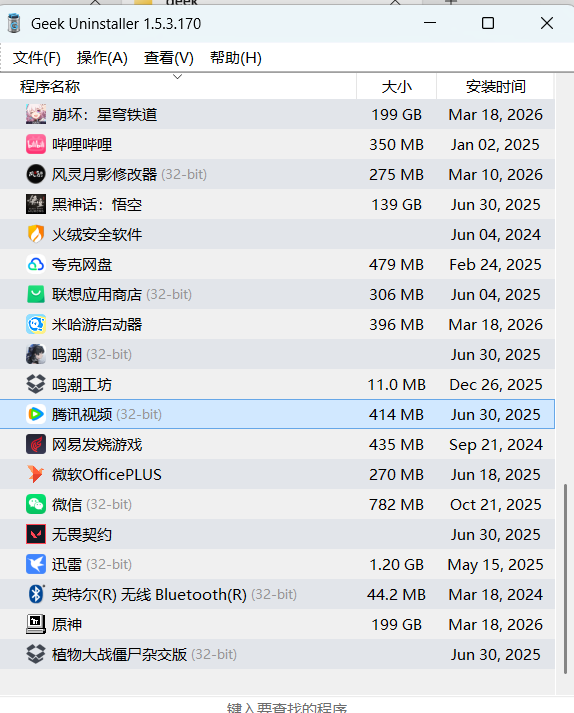 Geek
Geek Uninstaller 1.5.3.170
文件(F) 操作(A) 查看(V) 帮助(H)
程序名称 大小 安装时间
崩坏：星穹铁道 199 GB Mar 18, 2026
哔哩哔哩 350 MB Jan 02, 2025
风灵月影修改器 (32-bit) 275 MB Mar 10, 2026
黑神话：悟空 139 GB Jun 30, 2025
火绒安全软件 Jun 04, 2024
夸克网盘 479 MB Feb 24, 2025
联想应用商店 (32-bit) 306 MB Jun 04, 2025
米哈游启动器 396 MB Mar 18, 2026
鸣潮 (32-bit) Jun 30, 2025
鸣潮工坊 11.0 MB Dec 26, 2025
腾讯视频 (32-bit) 414 MB Jun 30, 2025
网易发烧游戏 435 MB Sep 21, 2024
微软OfficePLUS 270 MB Jun 18, 2025
微信 (32-bit) 782 MB Oct 21, 2025
无畏契约 Jun 30, 2025
迅雷 (32-bit) 1.20 GB May 15, 2025
英特尔(R) 无线 Bluetooth(R) (32-bit) 44.2 MB Mar 18, 2024
原神 199 GB Mar 18, 2026
植物大战僵尸杂交版 (32-bit) Jun 30, 2025
键入要查找的程序